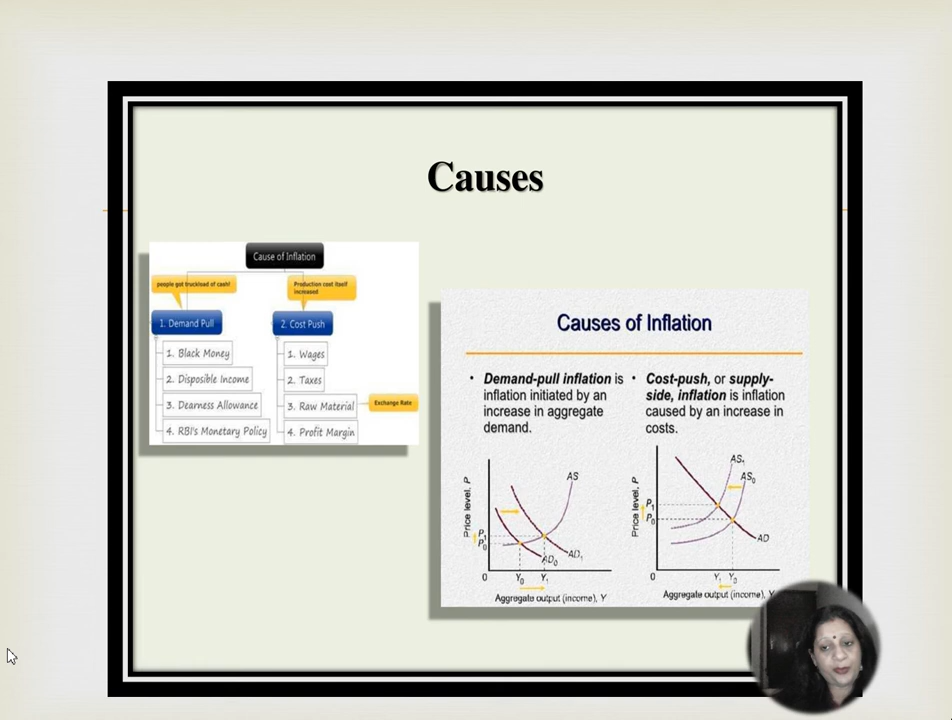 Causes
Cause of Inflation
people got truckload of cash!
Production cost itself
increased
1. Demand Pull
2. Cost Push
1. Black Money
2. Disposible Income
3. Dearness Allowance
4. RBI's Monetary Policy
1. Wages
2. Taxes
3. Raw Material
Exchange Rate
4. Profit Margin
Causes of Inflation
• Demand-pull inflation is
inflation initiated by an
increase in aggregate
demand.
• Cost-push, or supply-
side, inflation is inflation
caused by an increase in
costs.
Price level, P
AS
P₁
P₀
AD₀
AD₁
0
Y₀
Y₁
Aggregate output (income), Y
Price level, P
AS₁
AS₀
P₁
P₀
AD
0
Y₁
Y₀
Aggregate output (income), Y